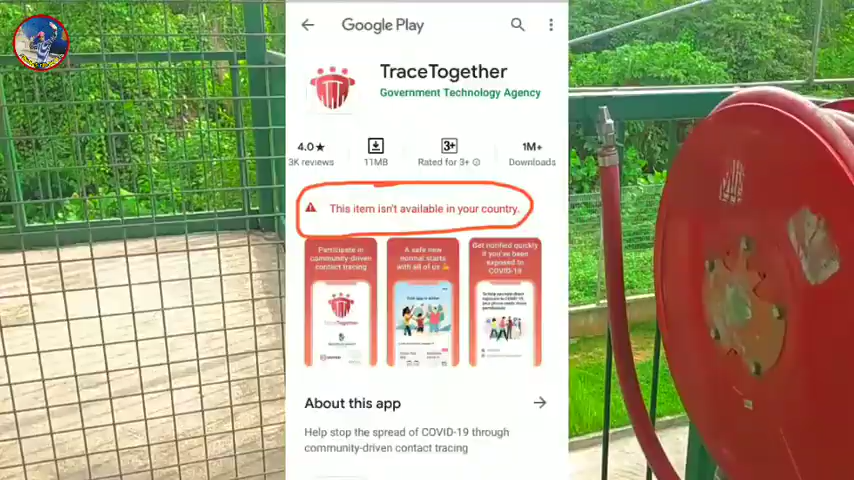 Google Play
TraceTogether
Government Technology Agency
4.0★
3K reviews
11MB
3+
Rated for 3+
1M+
Downloads
This item isn't available in your country.
Participate in
community-driven
contact tracing
A safe new
normal starts
with all of us
Get notified quickly
if you've been
exposed to
COVID-19
TraceTogether
About this app
Help stop the spread of COVID-19 through
community-driven contact tracing